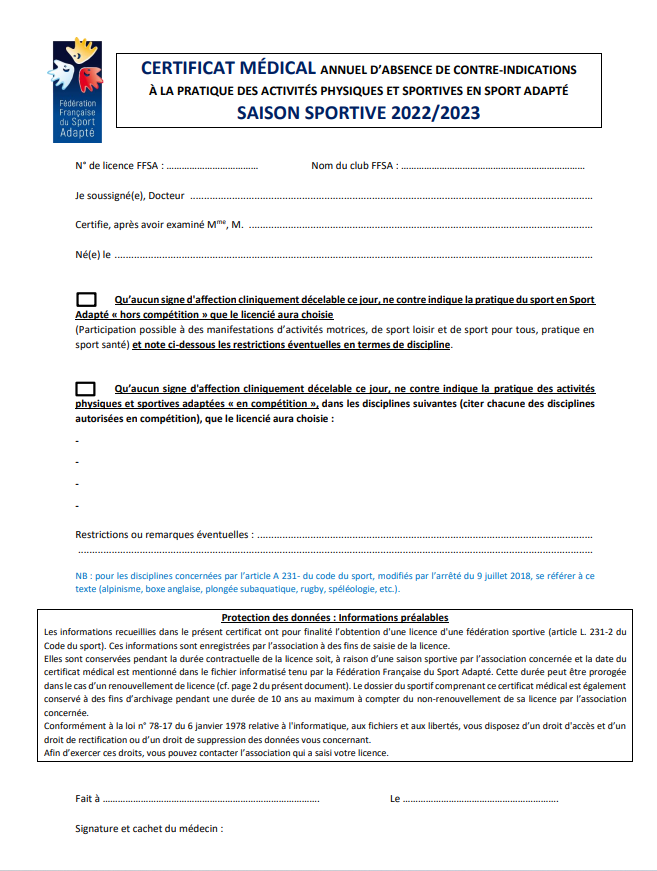 Fédération
Française
du Sport
Adapté
CERTIFICAT MÉDICAL ANNUEL D'ABSENCE DE CONTRE-INDICATIONS
À LA PRATIQUE DES ACTIVITÉS PHYSIQUES ET SPORTIVES EN SPORT ADAPTÉ
SAISON SPORTIVE 2022/2023
N° de licence FFSA : ................................ Nom du club FFSA : ................................................................
Je soussigné(e), Docteur ................................................................................................
Certifie, après avoir examiné Mme, M. ................................................................................
Né(e) le ................................................................................................................
Qu'aucun signe d'affection cliniquement décelable ce jour, ne contre indique la pratique du sport en Sport
Adapté « hors compétition » que le licencié aura choisie
(Participation possible à des manifestations d'activités motrices, de sport loisir et de sport pour tous, pratique en
sport santé) et note ci-dessous les restrictions éventuelles en termes de discipline.
Qu'aucun signe d'affection cliniquement décelable ce jour, ne contre indique la pratique des activités
physiques et sportives adaptées « en compétition », dans les disciplines suivantes (citer chacune des disciplines
autorisées en compétition), que le licencié aura choisie :
-
-
-
-
Restrictions ou remarques éventuelles : ................................................................................
................................................................................................................................
NB : pour les disciplines concernées par l'article A 231- du code du sport, modifiés par l'arrêté du 9 juillet 2018, se référer à ce
texte (alpinisme, boxe anglaise, plongée subaquatique, rugby, spéléologie, etc.).
Protection des données : Informations préalables
Les informations recueillies dans le présent certificat ont pour finalité l'obtention d'une licence d'une fédération sportive (article L. 231-2 du
Code du sport). Ces informations sont enregistrées par l'association à des fins de saisie de la licence.
Elles sont conservées pendant la durée contractuelle de la licence soit, à raison d'une saison sportive par l'association concernée et la date du
certificat médical est mentionné dans le fichier informatisé tenu par la Fédération Française du Sport Adapté. Cette durée peut être prorogée
dans le cas d'un renouvellement de licence (cf. page 2 du présent document). Le dossier du sportif comprenant ce certificat médical est également
conservé à des fins d'archivage pendant une durée de 10 ans au maximum à compter du non-renouvellement de sa licence par l'association
concernée.
Conformément à la loi n° 78-17 du 6 janvier 1978 relative à l'informatique, aux fichiers et aux libertés, vous disposez d'un droit d'accès et d'un
droit de rectification ou d'un droit de suppression des données vous concernant.
Afin d'exercer ces droits, vous pouvez contacter l'association qui a saisi votre licence.
Fait à ................................................................ Le ................................................
Signature et cachet du médecin :